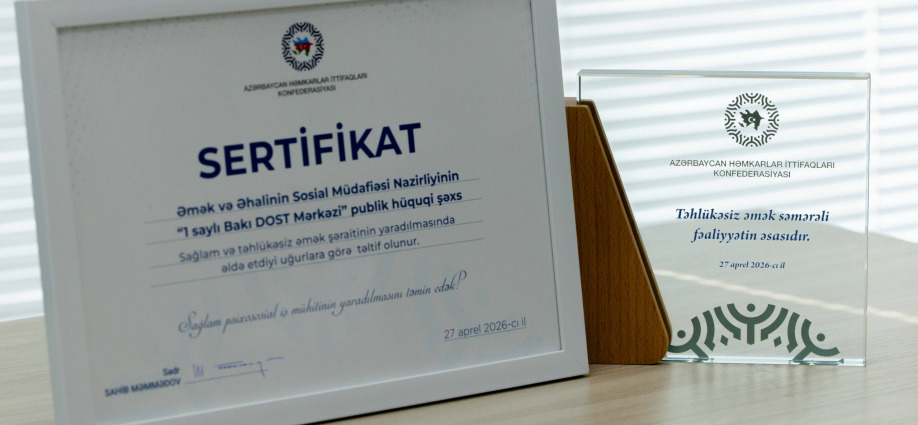 AZƏRBAYCAN HƏMKARLAR İTTİFAQLARI
KONFEDERASİYASI
SERTİFİKAT
Əmək və Əhalinin Sosial Müdafiəsi Nazirliyinin
"1 saylı Bakı DOST Mərkəzi" publik hüquqi şəxs
Sağlam və təhlükəsiz əmək şəraitinin yaradılmasında
əldə etdiyi uğurlara görə təltif olunur.
Sağlam psixososial iş mühitinin yaradılmasını təmin edək!
27 aprel 2026-cı il
Sədr
SAHİB MƏMMƏDOV
AZƏRBAYCAN HƏMKARLAR İTTİFAQLARI
KONFEDERASİYASI
Təhlükəsiz əmək səmərəli
fəaliyyətin əsasıdır.
27 aprel 2026-cı il